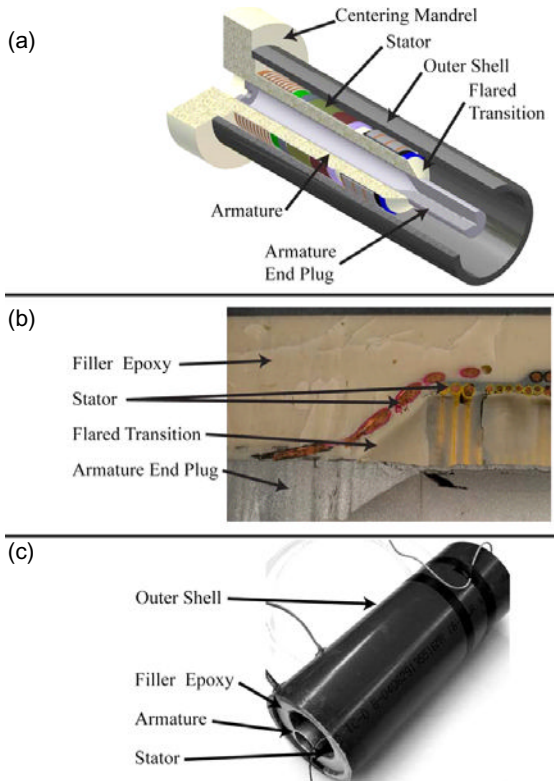 (a)
Centering Mandrel
Stator
Outer Shell
Flared
Transition
Armature
Armature
End Plug
(b)
Filler Epoxy
Stator
Flared Transition
Armature End Plug
(c)
Outer Shell
Filler Epoxy
Armature
Stator